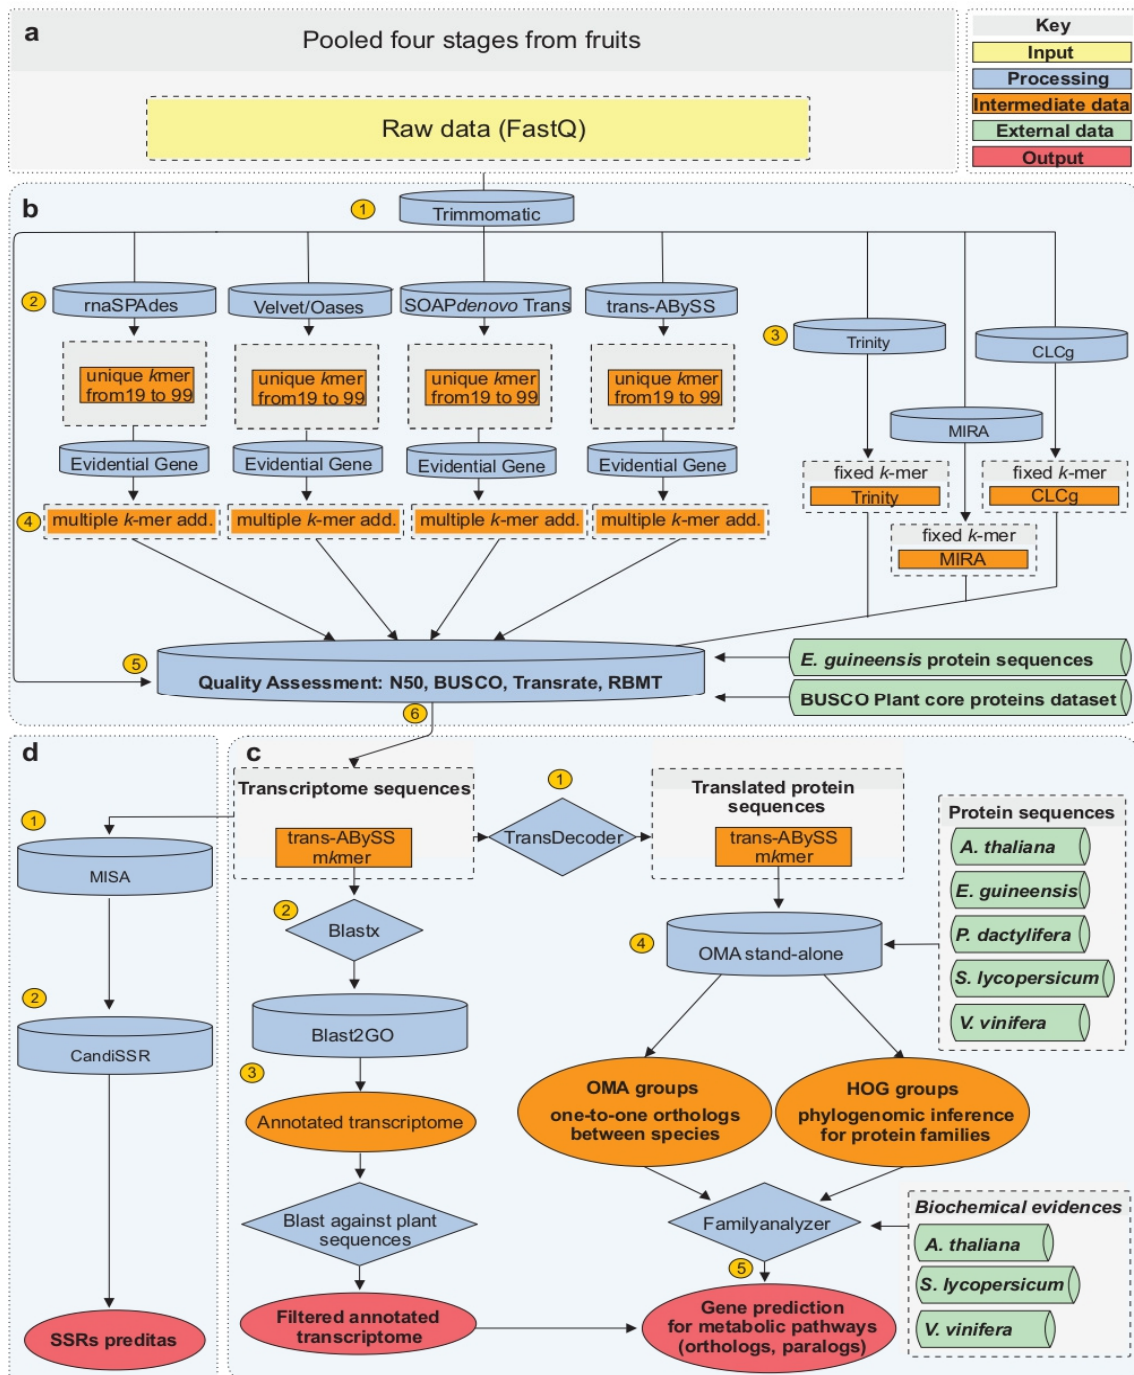 a
Pooled four stages from fruits
Raw data (FastQ)
Key
Input
Processing
Intermediate data
External data
Output
b
1
Trimmomatic
2
rnaSPAdes
Velvet/Oases
SOAPdenovo Trans
trans-ABySS
3
Trinity
CLCg
MIRA
unique kmer
from19 to 99
unique kmer
from19 to 99
unique kmer
from19 to 99
unique kmer
from19 to 99
Evidential Gene
Evidential Gene
Evidential Gene
Evidential Gene
fixed k-mer
Trinity
fixed k-mer
CLCg
fixed k-mer
MIRA
4
multiple k-mer add.
multiple k-mer add.
multiple k-mer add.
multiple k-mer add.
5
Quality Assessment: N50, BUSCO, Transrate, RBMT
E. guineensis protein sequences
BUSCO Plant core proteins dataset
6
d
1
MISA
2
CandiSSR
SSRs preditas
c
Transcriptome sequences
trans-ABySS
mkmer
1
TransDecoder
Translated protein
sequences
trans-ABySS
mkmer
2
Blastx
Blast2GO
3
Annotated transcriptome
Blast against plant
sequences
Filtered annotated
transcriptome
4
OMA stand-alone
Protein sequences
A. thaliana
E. guineensis
P. dactylifera
S. lycopersicum
V. vinifera
OMA groups
one-to-one orthologs
between species
HOG groups
phylogenomic inference
for protein families
Familyanalyzer
Biochemical evidences
A. thaliana
S. lycopersicum
V. vinifera
5
Gene prediction
for metabolic pathways
(orthologs, paralogs)